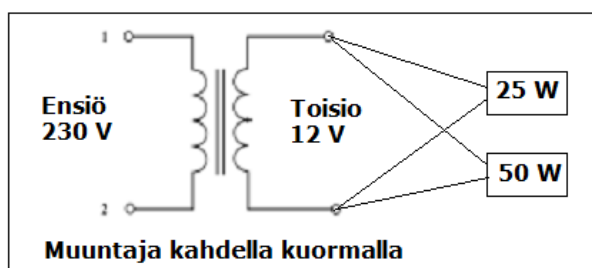 1
Ensiö
230 V
2
Toisio
12 V
25 W
50 W
Muuntaja kahdella kuormalla